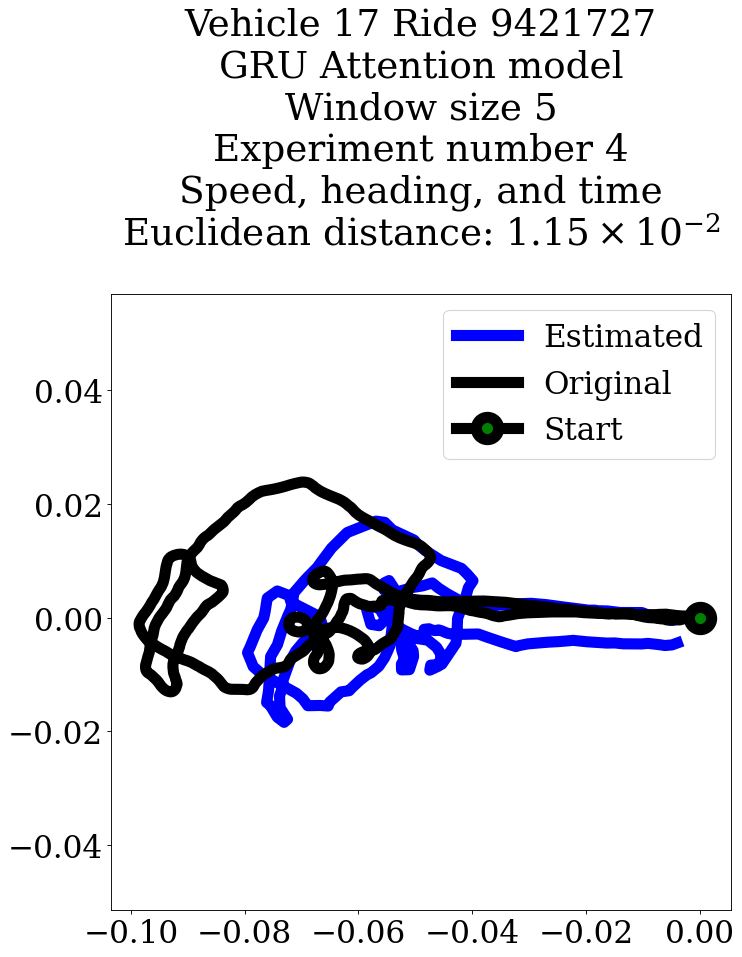 Vehicle 17 Ride 9421727
GRU Attention model
Window size 5
Experiment number 4
Speed, heading, and time
Euclidean distance: 1.15 × 10⁻²
Estimated
Original
Start
0.04
0.02
0.00
−0.02
−0.04
−0.10 −0.08 −0.06 −0.04 −0.02 0.00